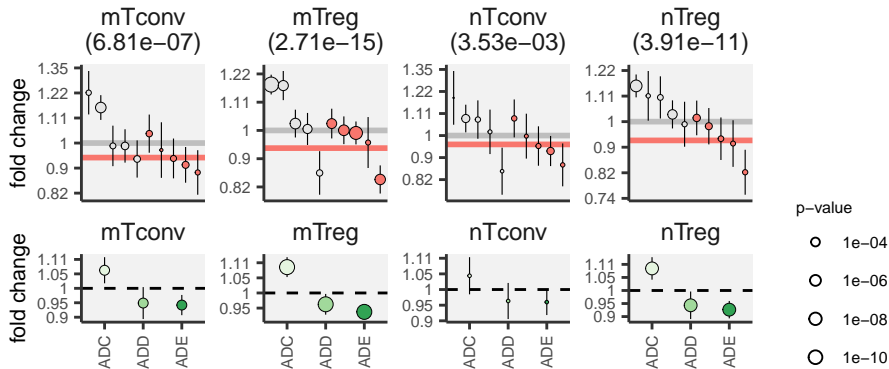 mTconv
(6.81e−07)
mTreg
(2.71e−15)
nTconv
(3.53e−03)
nTreg
(3.91e−11)
fold change
1.35
1.22
1.11
1
0.9
0.82
1.22
1.11
1
0.9
0.82
1.35
1.22
1.11
1
0.9
0.82
1.22
1.11
1
0.9
0.82
0.74
mTconv
mTreg
nTconv
nTreg
fold change
1.11
1.05
1
0.95
0.9
1.11
1.05
1
0.95
1.11
1.05
1
0.95
0.9
1.11
1.05
1
0.95
0.9
ADC
ADD
ADE
ADC
ADD
ADE
ADC
ADD
ADE
ADC
ADD
ADE
p−value
1e−04
1e−06
1e−08
1e−10